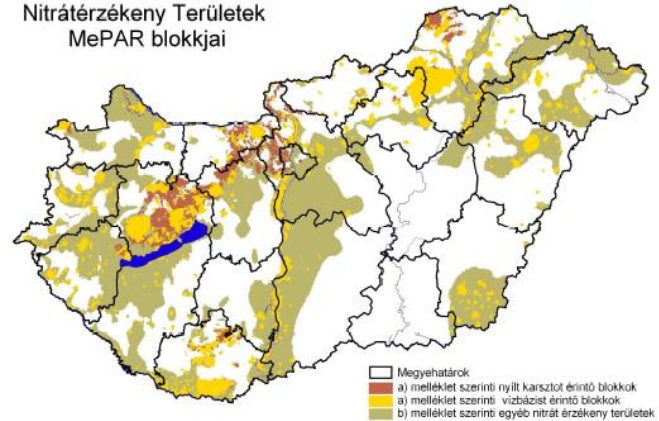 Nitrátérzékeny Területek
MePAR blokkjai
Megyehatárok
a) melléklet szerinti nyílt karsztot érintő blokkok
a) melléklet szerinti vízbázist érintő blokkok
b) melléklet szerinti egyéb nitrát érzékeny területek